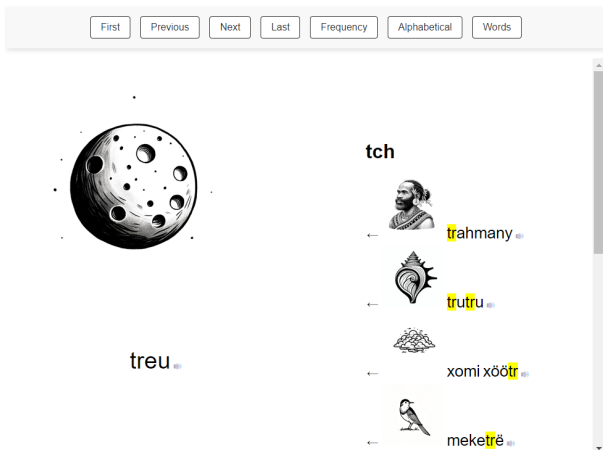 First Previous Next Last Frequency Alphabetical Words
treu
tch
← trahmany
← trutru
← xomi xöötr
← meketrë